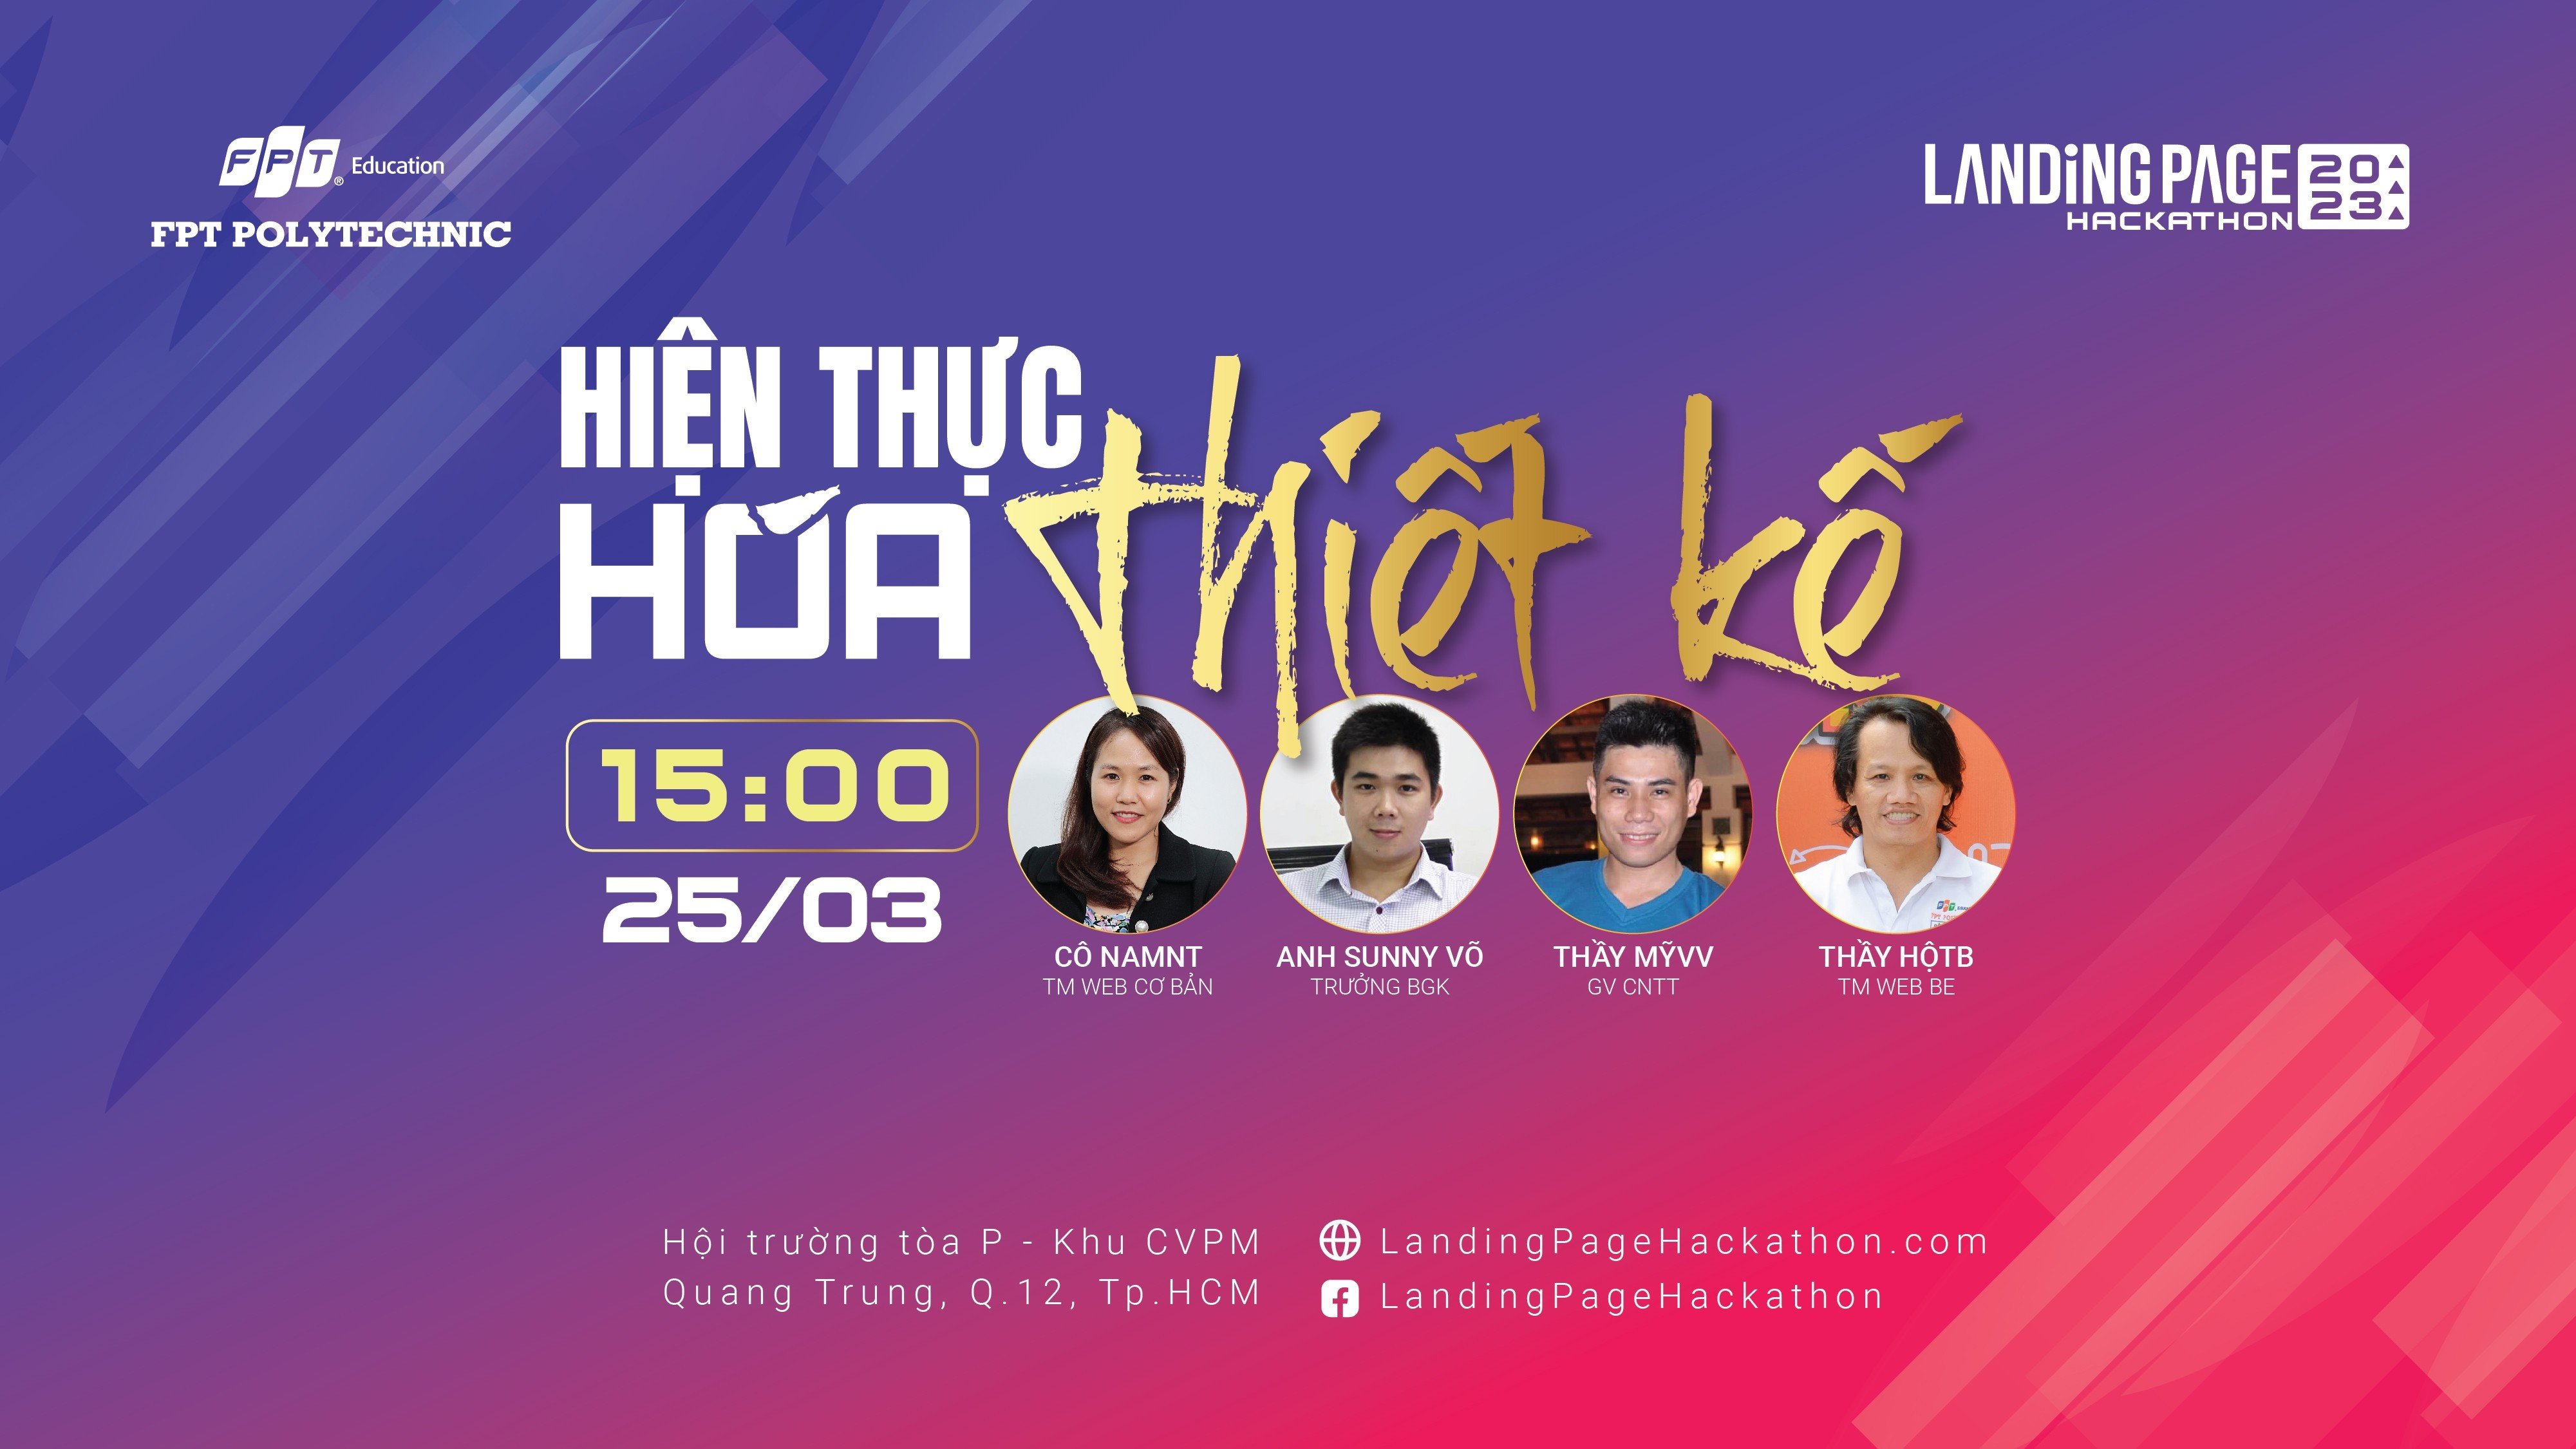 FPT® Education
FPT POLYTECHNIC
LANDiNG PAGE
HACKATHON
20
23
HIỆN THỰC
HÓA
thiết kế
15:00
25/03
CÔ NAMNT
TM WEB CƠ BẢN
ANH SUNNY VÕ
TRƯỞNG BGK
THẦY MỸVV
GV CNTT
THẦY HỘTB
TM WEB BE
Hội trường tòa P - Khu CVPM
Quang Trung, Q.12, Tp.HCM
LandingPageHackathon.com
LandingPageHackathon